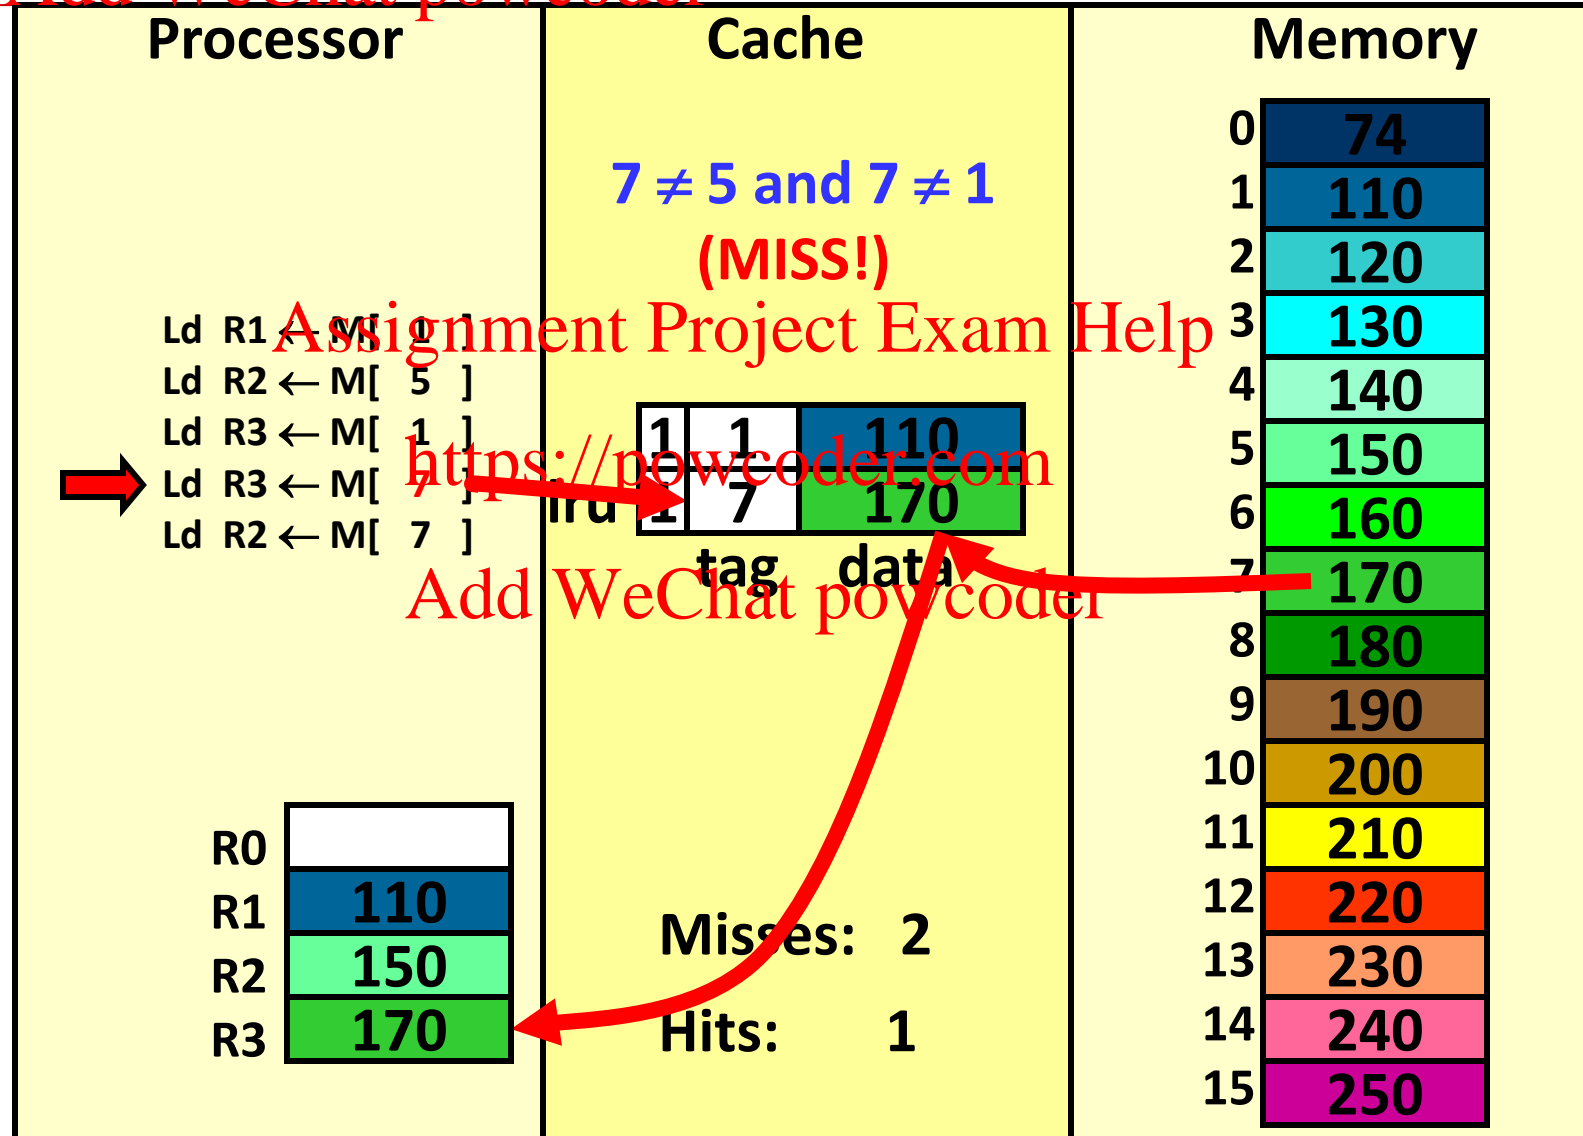 Add WeChat powcoder
Processor
Cache
Memory
7 ≠ 5 and 7 ≠ 1
(MISS!)
Assignment Project Exam Help
Ld R1 ← M[ 1 ]
Ld R2 ← M[ 5 ]
Ld R3 ← M[ 1 ]
Ld R3 ← M[ 7 ]
Ld R2 ← M[ 7 ]
https://powcoder.com
1 1 110
lru 1 7 170
tag data
Add WeChat powcoder
R0
R1 110
R2 150
R3 170
Misses: 2
Hits: 1
0 74
1 110
2 120
3 130
4 140
5 150
6 160
7 170
8 180
9 190
10 200
11 210
12 220
13 230
14 240
15 250